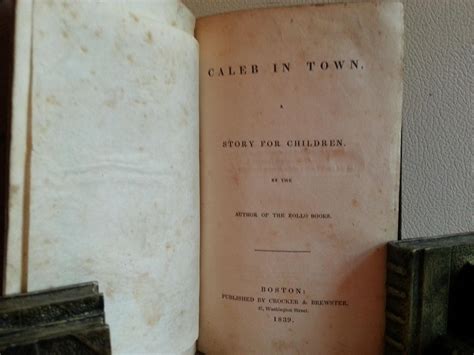 CALEB IN TOWN.
A
STORY FOR CHILDREN.
BY THE
AUTHOR OF THE ROLLO BOOKS.
BOSTON:
PUBLISHED BY CROCKER & BREWSTER,
47, Washington Street.
1839.